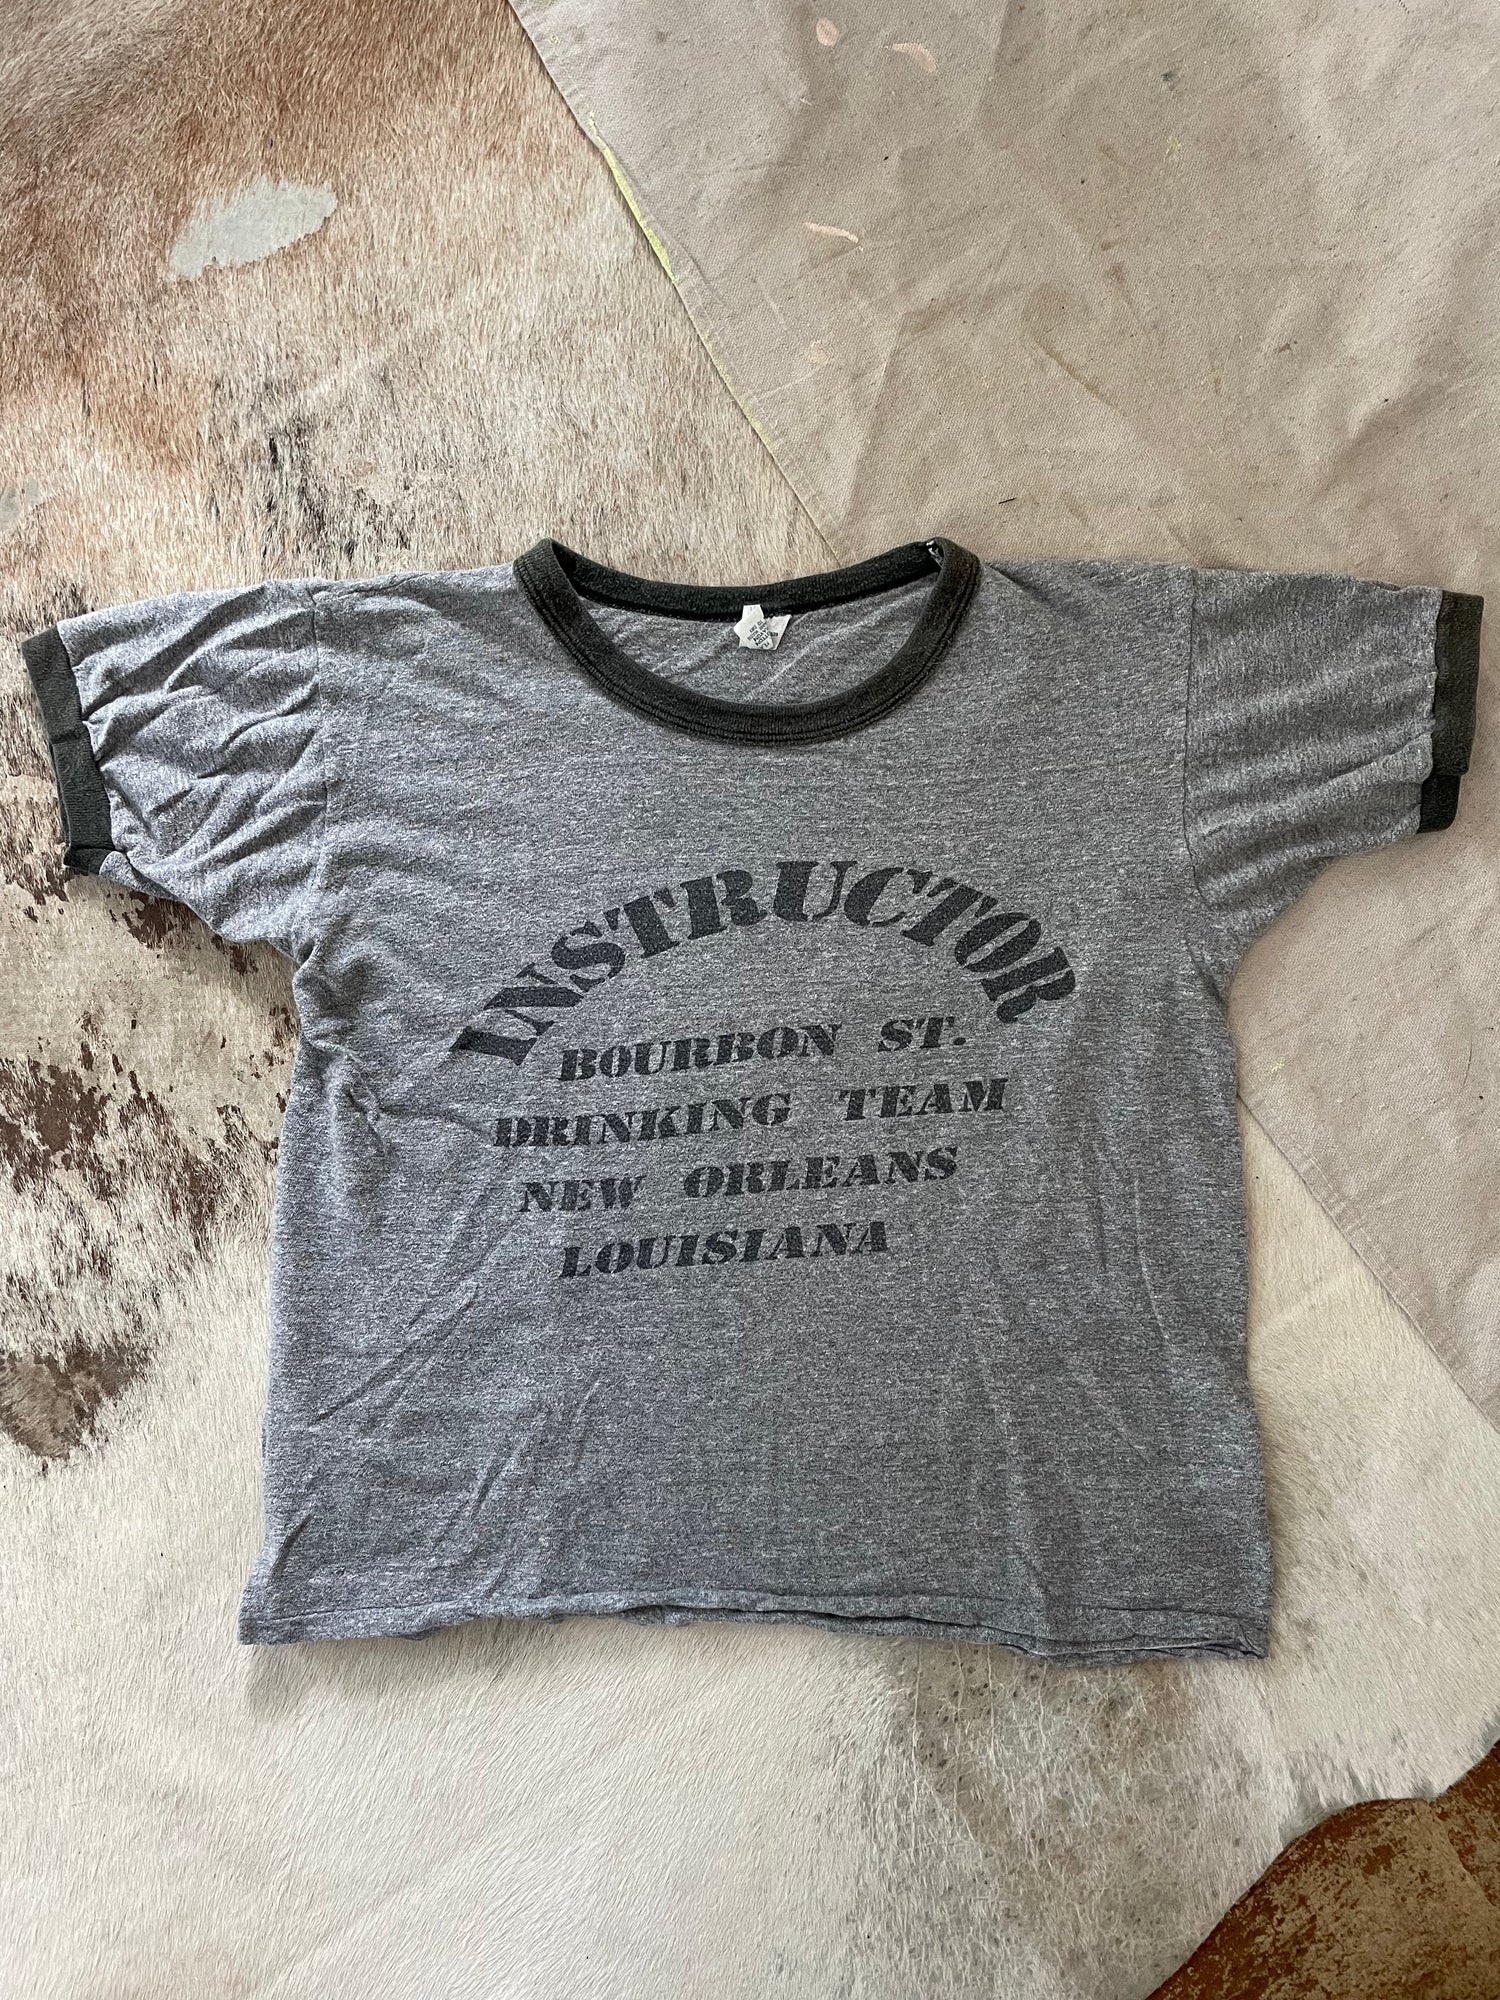 INSTRUCTOR
BOURBON ST.
DRINKING TEAM
NEW ORLEANS
LOUISIANA